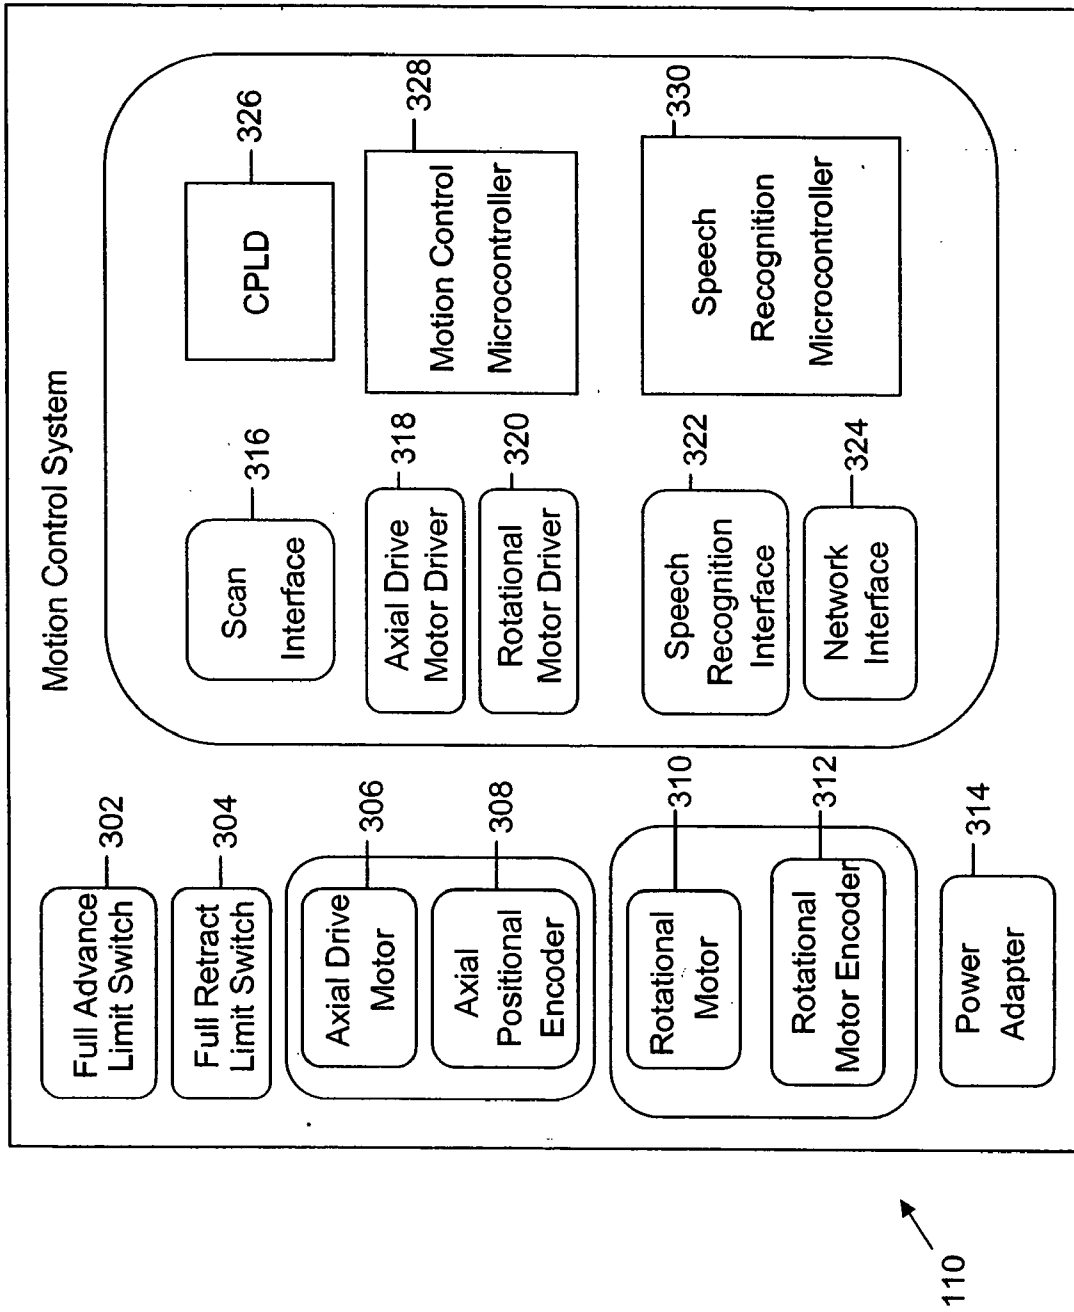 Motion Control System
Full Advance
Limit Switch
302
Full Retract
Limit Switch
304
Axial Drive
Motor
306
Axial
Positional
Encoder
308
Rotational
Motor
310
Rotational
Motor Encoder
312
Power
Adapter
314
Scan
Interface
316
Axial Drive
Motor Driver
318
Rotational
Motor Driver
320
Speech
Recognition
Interface
322
Network
Interface
324
CPLD
326
Motion Control
Microcontroller
328
Speech
Recognition
Microcontroller
330
110